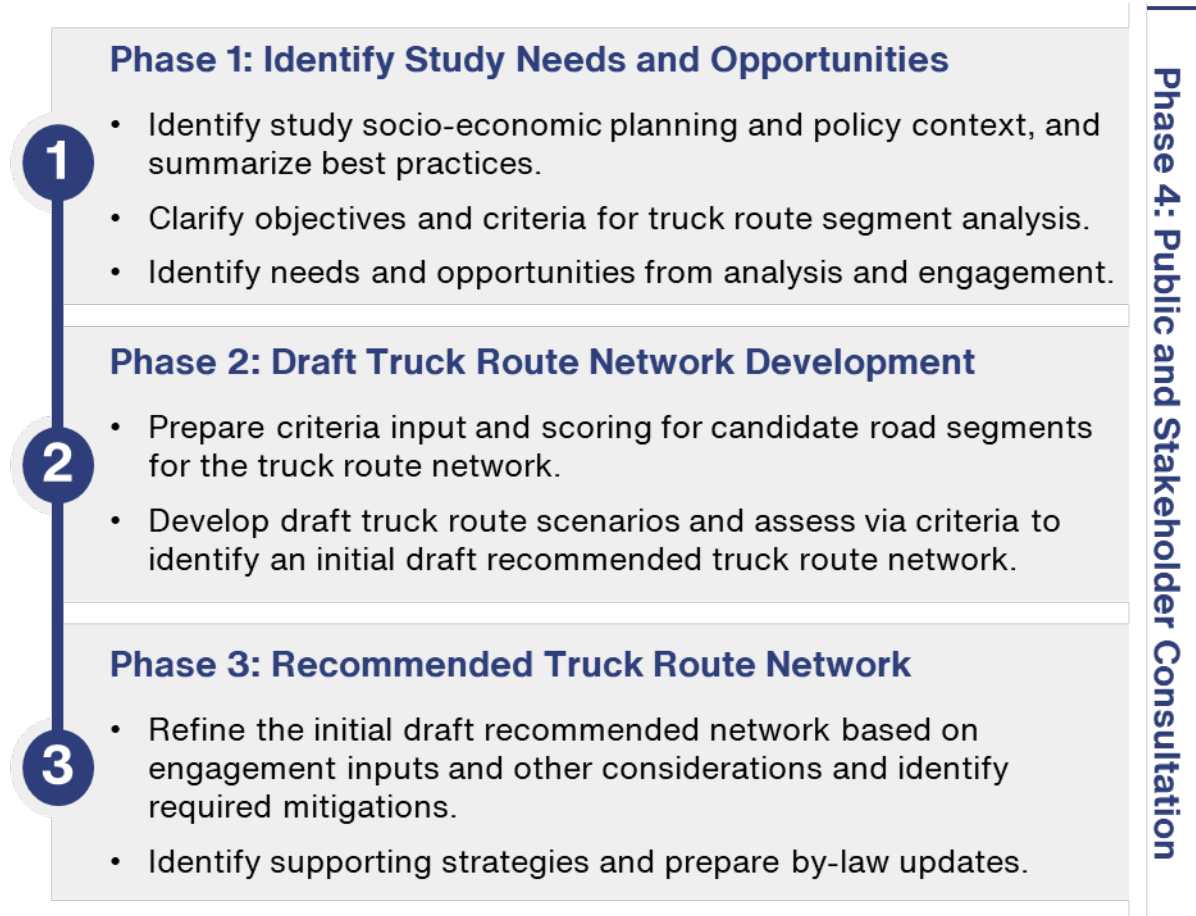 Phase 1: Identify Study Needs and Opportunities
1
• Identify study socio-economic planning and policy context, and
summarize best practices.
• Clarify objectives and criteria for truck route segment analysis.
• Identify needs and opportunities from analysis and engagement.
Phase 2: Draft Truck Route Network Development
2
• Prepare criteria input and scoring for candidate road segments
for the truck route network.
• Develop draft truck route scenarios and assess via criteria to
identify an initial draft recommended truck route network.
Phase 3: Recommended Truck Route Network
3
• Refine the initial draft recommended network based on
engagement inputs and other considerations and identify
required mitigations.
• Identify supporting strategies and prepare by-law updates.
Phase 4: Public and Stakeholder Consultation